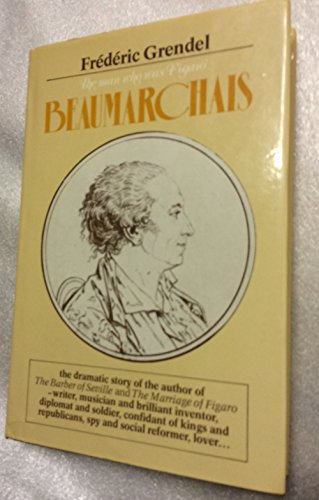 Frédéric Grendel
The man who was Figaro
BEAUMARCHAIS
the dramatic story of the author of
The Barber of Seville and The Marriage of Figaro
–writer, musician and brilliant inventor,
diplomat and soldier, confidant of kings and
republicans, spy and social reformer, lover...